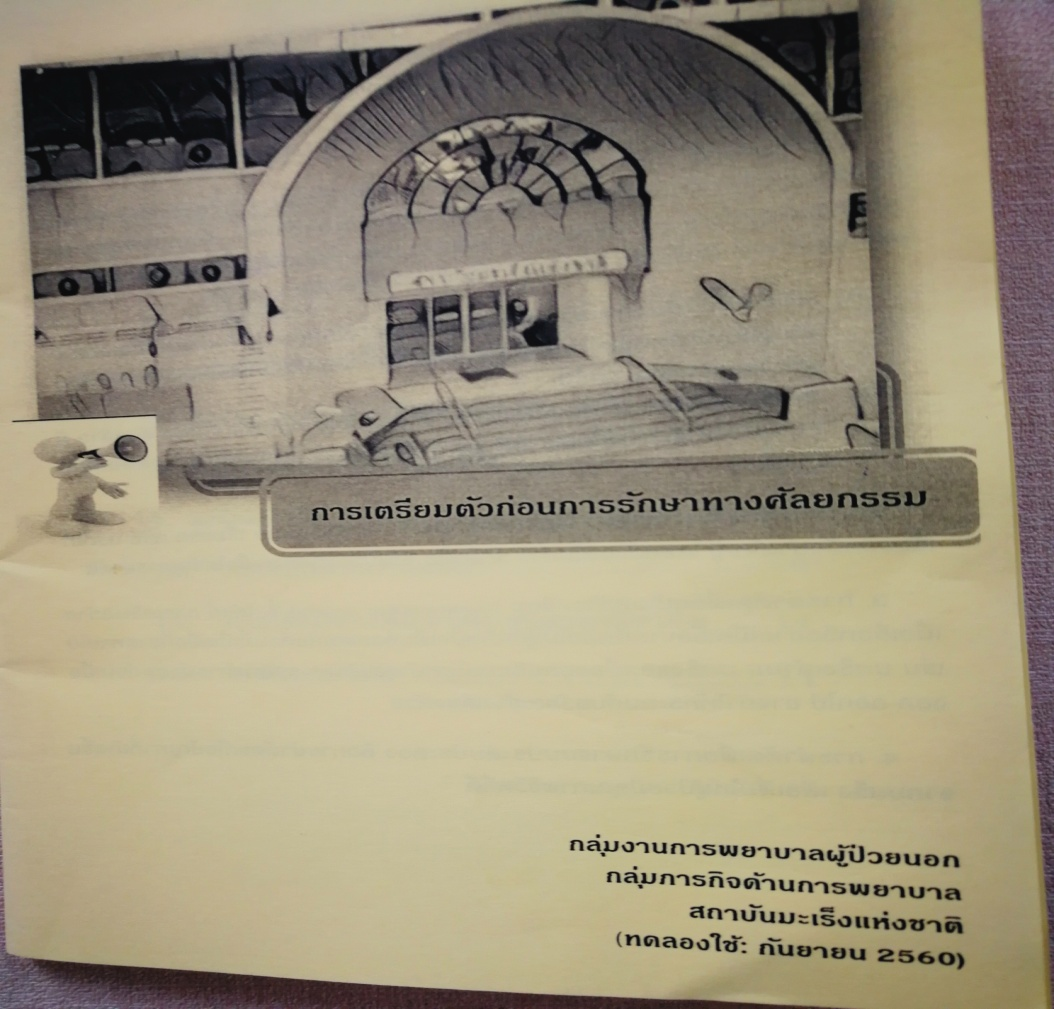 การเตรียมตัวก่อนการรักษาทางศัลยกรรม
กลุ่มงานการพยาบาลผู้ป่วยนอก
กลุ่มภารกิจด้านการพยาบาล
สถาบันมะเร็งแห่งชาติ
(ทดลองใช้: กันยายน 2560)